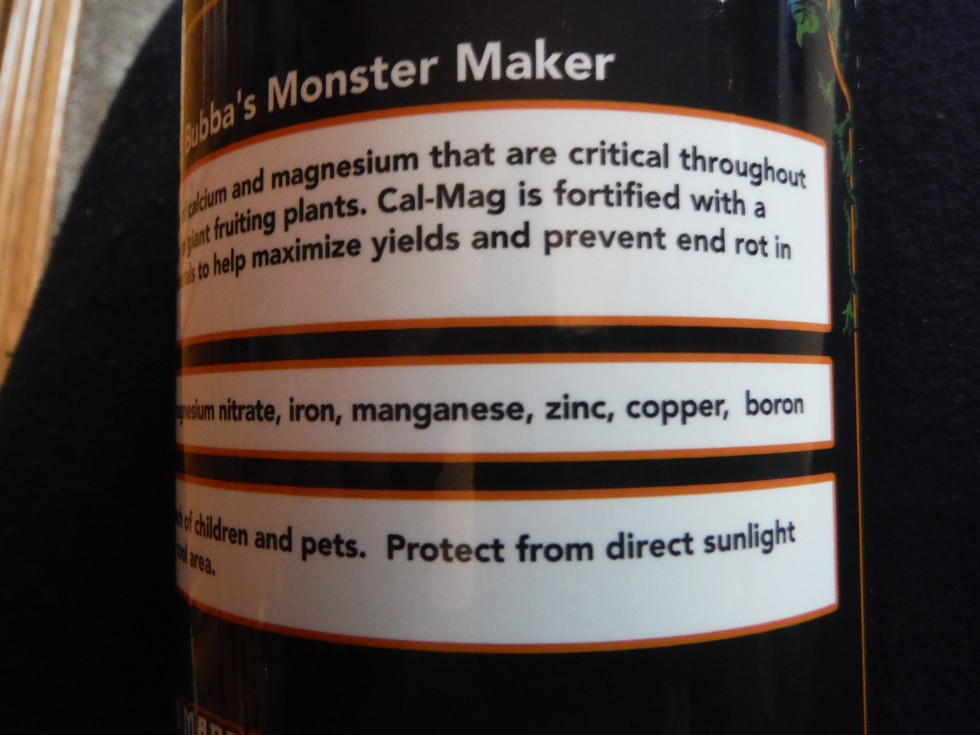 Bubba's Monster Maker
calcium and magnesium that are critical throughout
giant fruiting plants. Cal-Mag is fortified with a
to help maximize yields and prevent end rot in
nitrate, iron, manganese, zinc, copper, boron
of children and pets. Protect from direct sunlight
area.